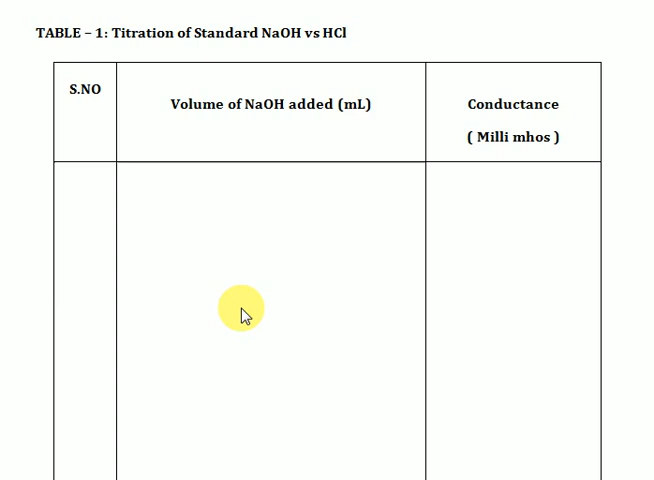 TABLE – 1: Titration of Standard NaOH vs HCl
S.NO
Volume of NaOH added (mL)
Conductance
( Milli mhos )